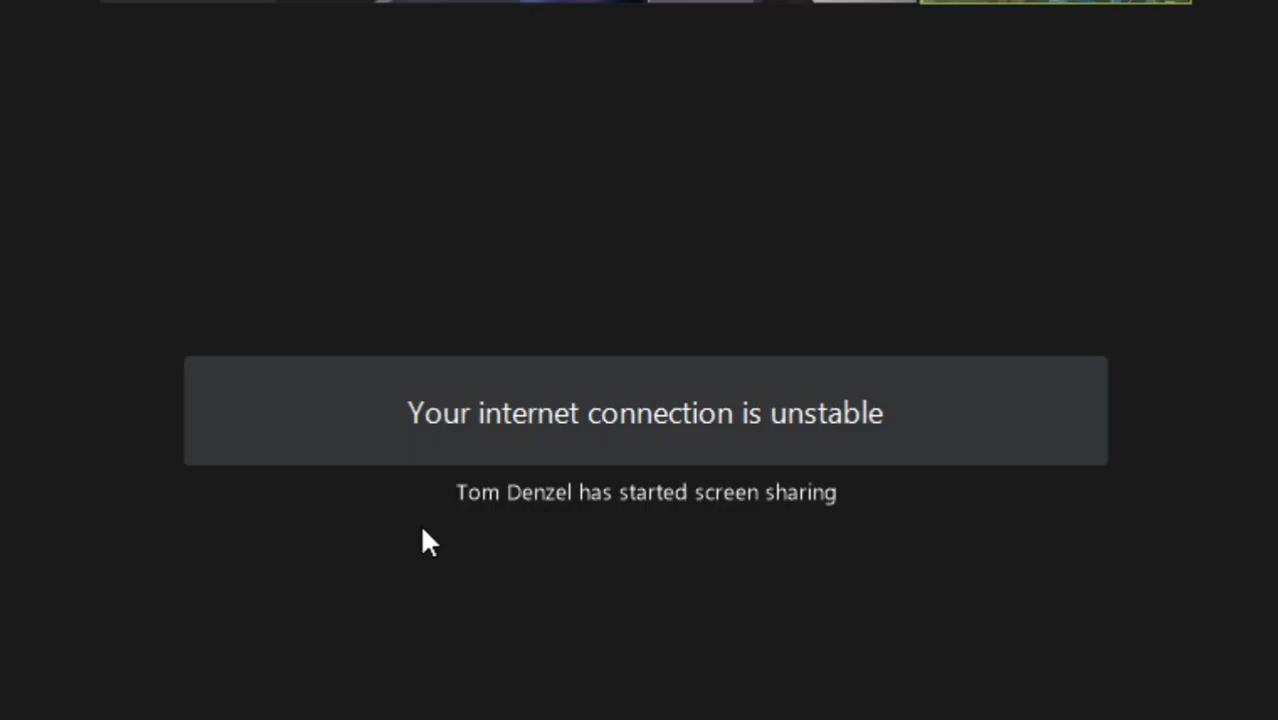 Your internet connection is unstable
Tom Denzel has started screen sharing